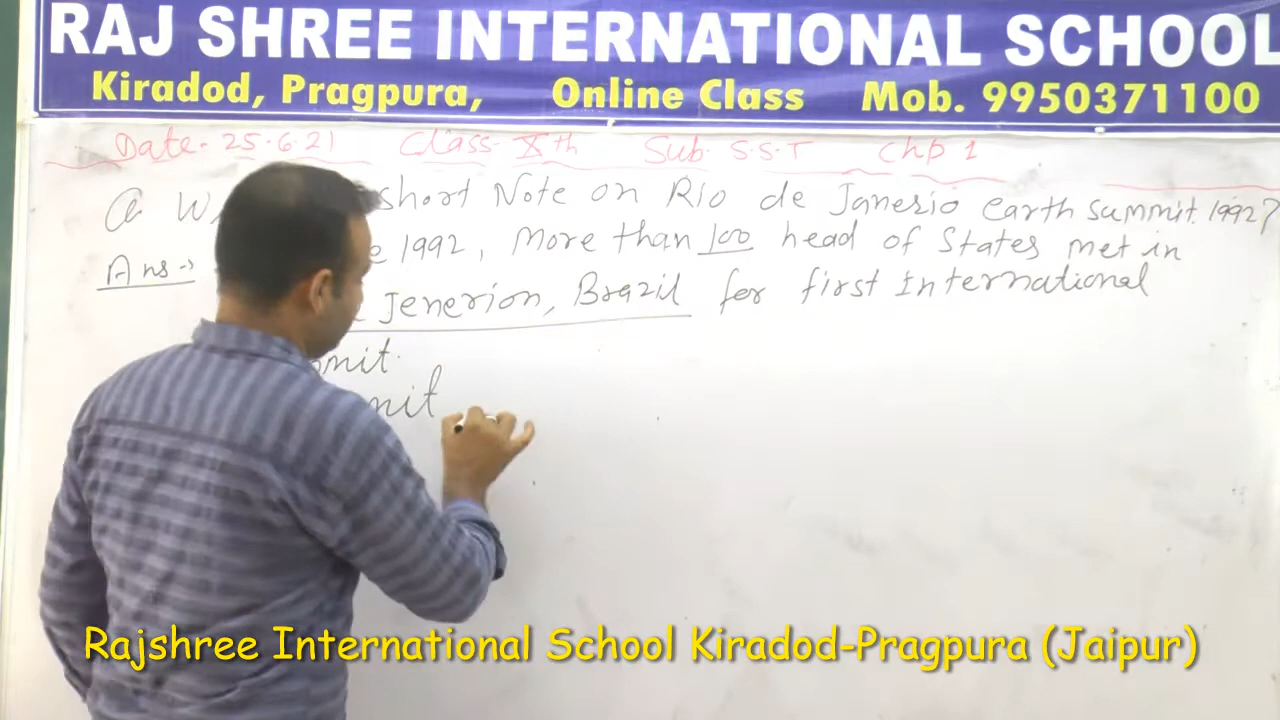 RAJ SHREE INTERNATIONAL SCHOOL
Kiradod, Pragpura, Online Class Mob. 9950371100
Date. 25.6.21 Class- Xth Sub. S.S.T Chp 1
Q short Note on Rio de Janerio earth summit. 1992?
Ans→ 1992, More than 100 head of States met in
Jenerion, Brazil for first International
Rajshree International School Kiradod-Pragpura (Jaipur)